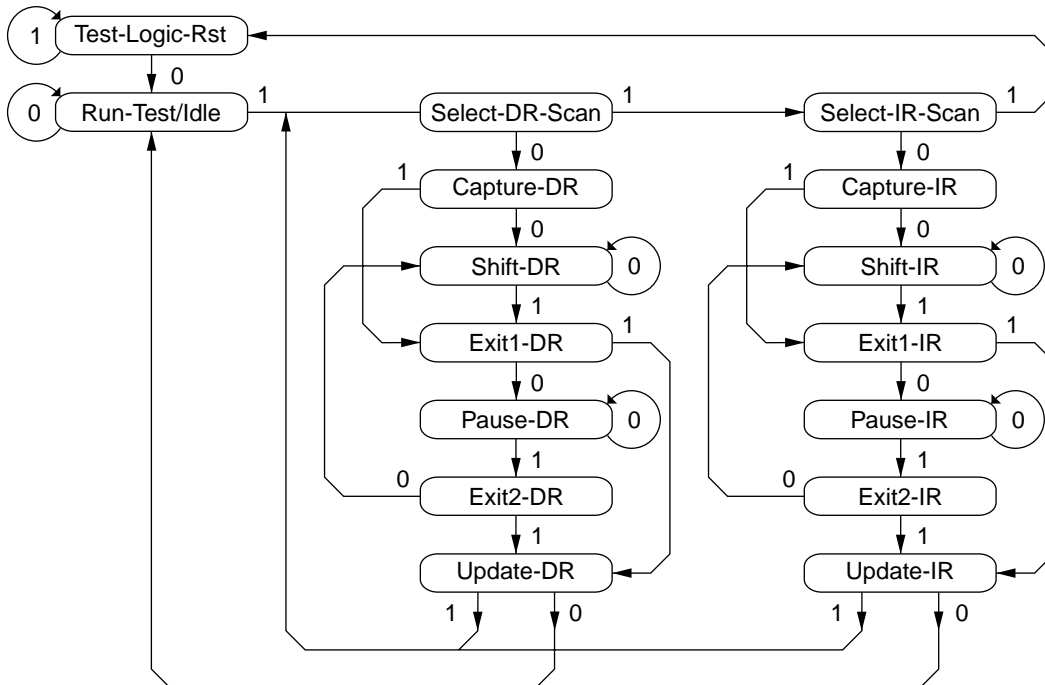 1 Test-Logic-Rst
0
0 Run-Test/Idle 1 Select-DR-Scan 1 Select-IR-Scan 1
0 0
1 Capture-DR 1 Capture-IR
0 0
Shift-DR 0 Shift-IR 0
1 1
Exit1-DR 1 Exit1-IR 1
0 0
Pause-DR 0 Pause-IR 0
1 1
0 Exit2-DR 0 Exit2-IR
1 1
Update-DR Update-IR
1 0 1 0